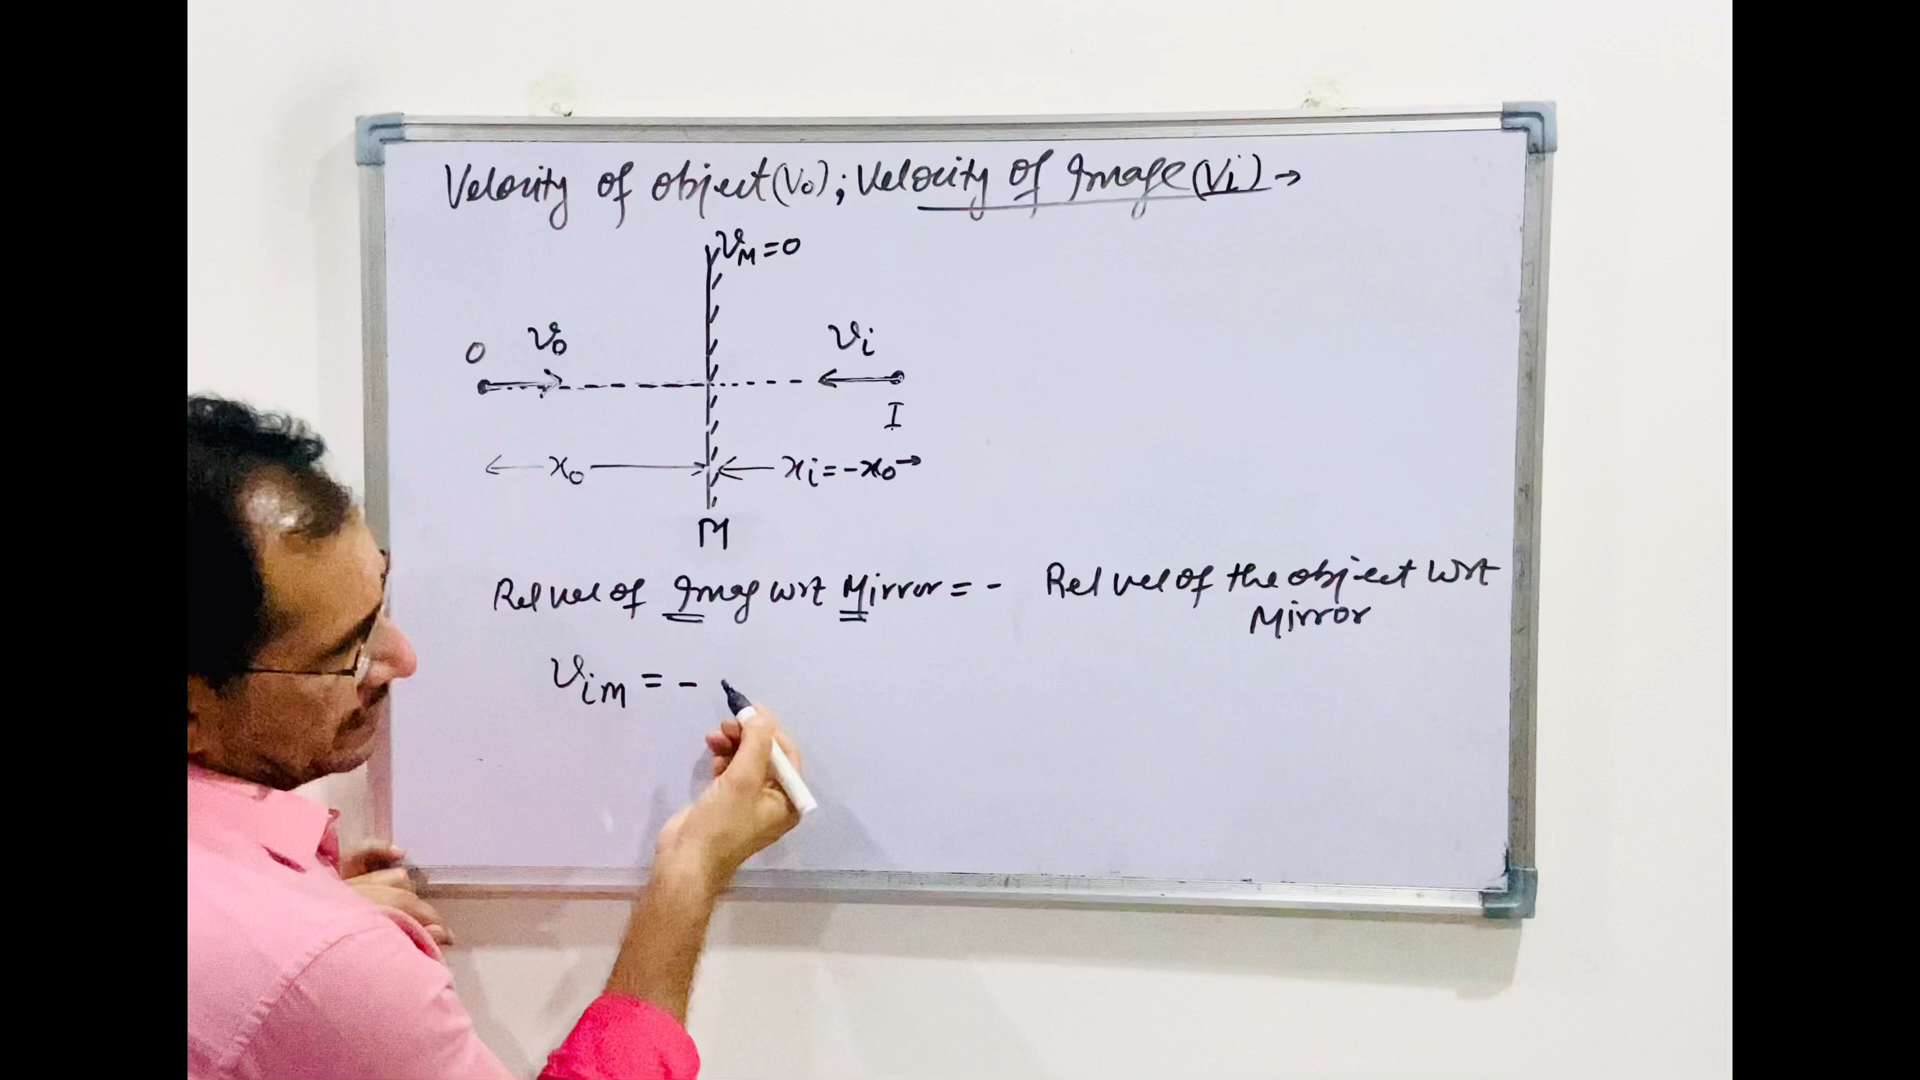 Velocity of object(V₀); Velocity of Image(Vi)→
V_M=0
O V₀ Vi
I
x₀ xi=-x₀
M
Rel vel of Imag wrt Mirror = - Rel vel of the object wrt
Mirror
V_im = -